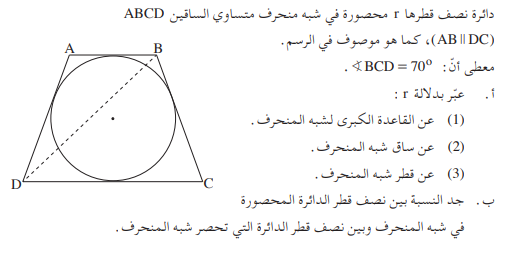 دائرة نصف قطرها r محصورة في شبه منحرف متساوي الساقين ABCD
(AB || DC)، كما هو موصوف في الرسم.
معطى أنّ: ∢BCD = 70°.
أ. عبّر بدلالة r :
(1) عن القاعدة الكبرى لشبه المنحرف.
(2) عن ساق شبه المنحرف.
(3) عن قطر شبه المنحرف.
ب. جد النسبة بين نصف قطر الدائرة المحصورة
في شبه المنحرف وبين نصف قطر الدائرة التي تحصر شبه المنحرف.
A B
D C